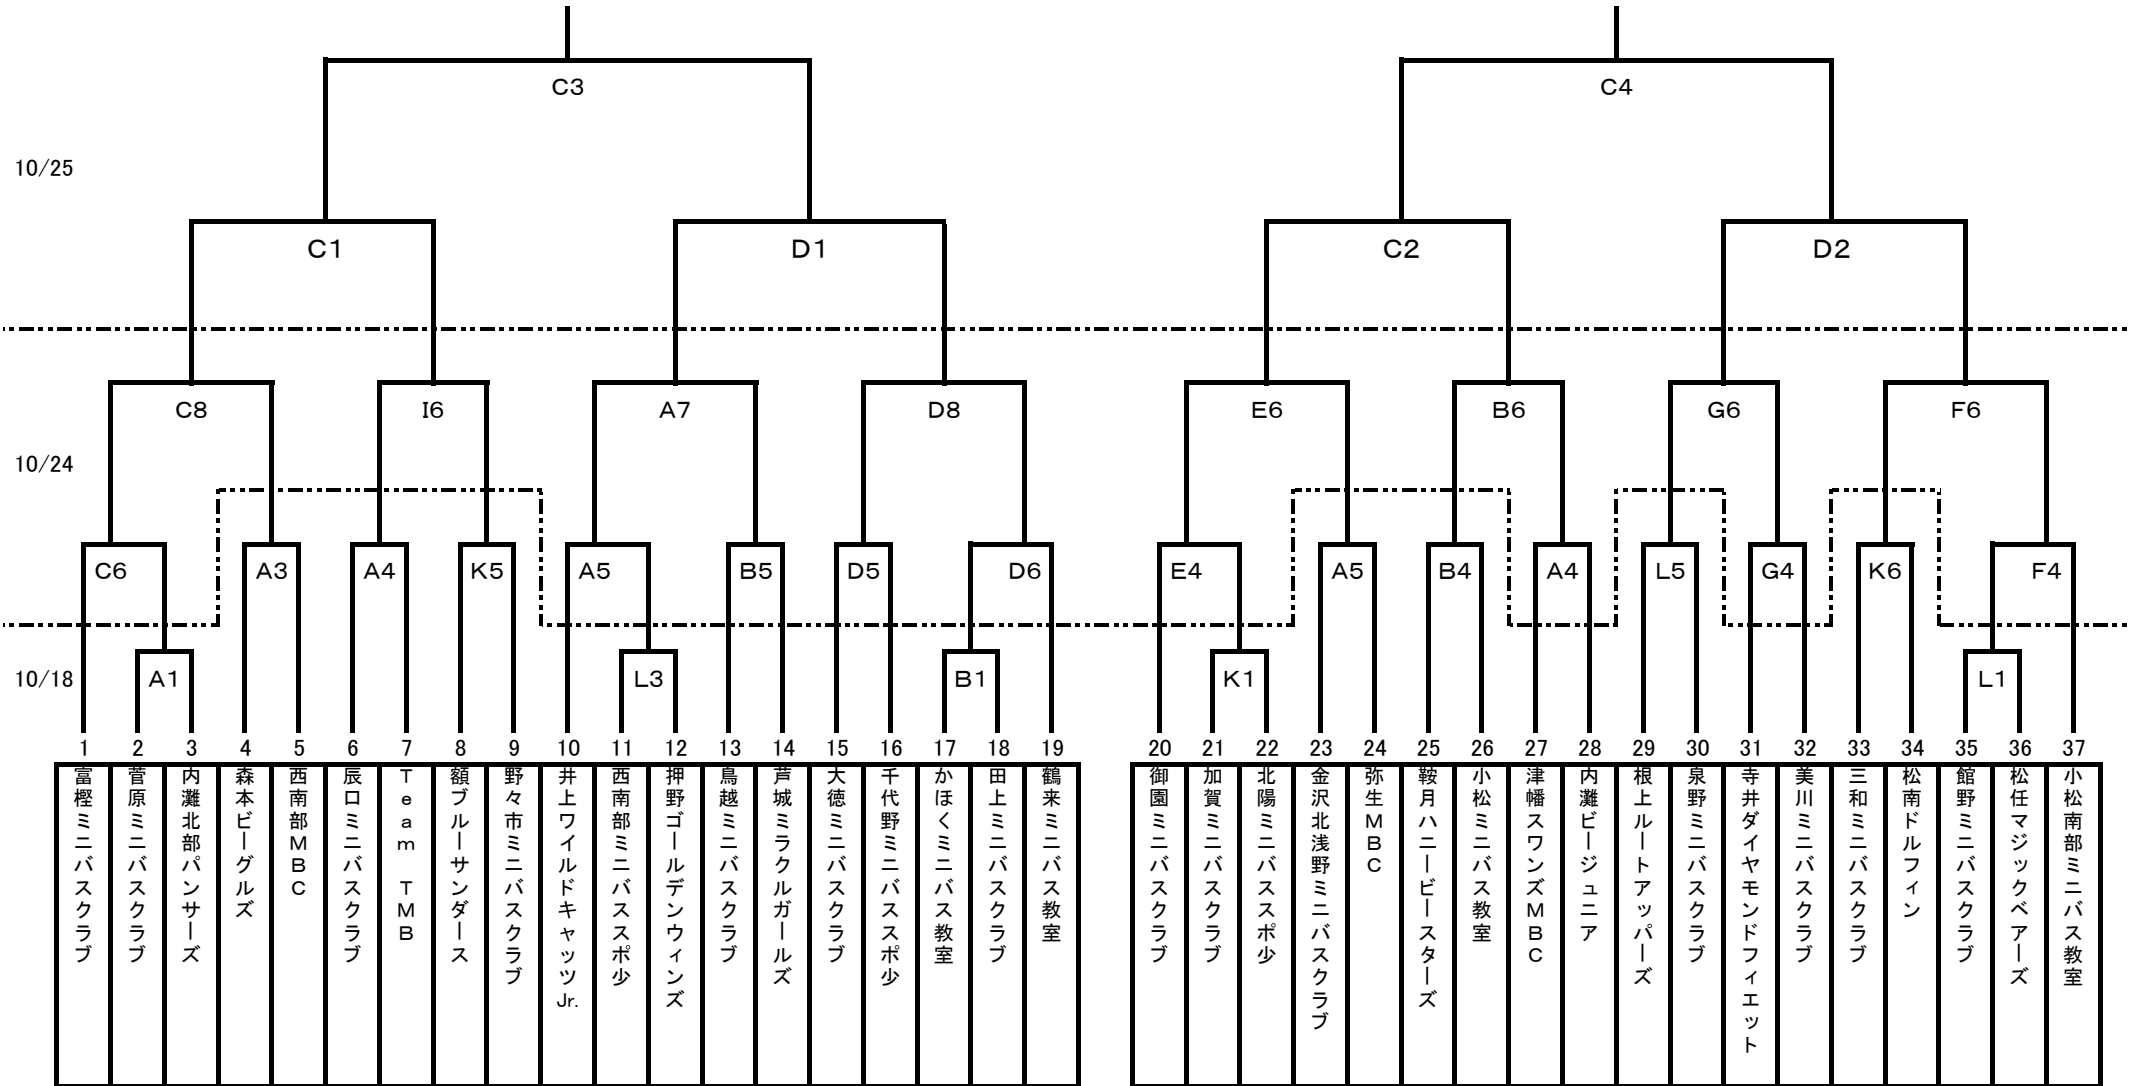 C3
C4
10/25
C1
D1
C2
D2
C8
I6
A7
D8
E6
B6
G6
F6
10/24
C6
A3
A4
K5
A5
B5
D5
D6
E4
A5
B4
A4
L5
G4
K6
F4
10/18
A1
L3
B1
K1
L1
1
2
3
4
5
6
7
8
9
10
11
12
13
14
15
16
17
18
19
20
21
22
23
24
25
26
27
28
29
30
31
32
33
34
35
36
37
富樫ミニバスクラブ
菅原ミニバスクラブ
内灘北部パンサーズ
森本ビーグルズ
西南部MBC
辰口ミニバスクラブ
Team TMB
額ブルーサンダース
野々市ミニバスクラブ
井上ワイルドキャッツJr.
西南部ミニバススポ少
押野ゴールデンウィンズ
鳥越ミニバスクラブ
芦城ミラクルガールズ
大徳ミニバスクラブ
千代野ミニバススポ少
かほくミニバス教室
田上ミニバスクラブ
鶴来ミニバス教室
御園ミニバスクラブ
加賀ミニバスクラブ
北陽ミニバススポ少
金沢北浅野ミニバスクラブ
弥生MBC
鞍月ハニービースターズ
小松ミニバス教室
津幡スワンズMBC
内灘ビージュニア
根上ルートアッパーズ
泉野ミニバスクラブ
寺井ダイヤモンドフィエット
美川ミニバスクラブ
三和ミニバスクラブ
松南ドルフィン
館野ミニバスクラブ
松任マジックベアーズ
小松南部ミニバス教室